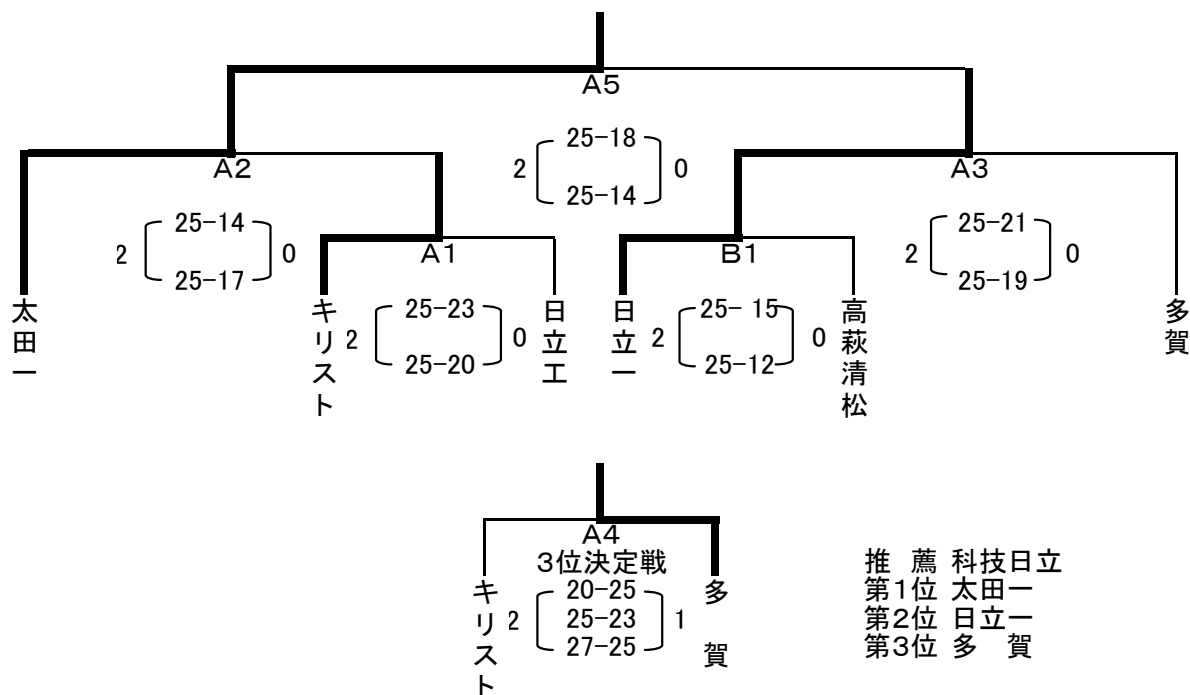 A5
25-18
2 0
25-14
A2
A3
25-14
2 0
25-17
25-21
2 0
25-19
A1
B1
太田一
キリスト
25-23
2 0
25-20
日立工
日立一
25- 15
2 0
25-12
高萩清松
多賀
A4
3位決定戦
キリスト
20-25
2 25-23 1
27-25
多 賀
推 薦 科技日立
第1位 太田一
第2位 日立一
第3位 多 賀